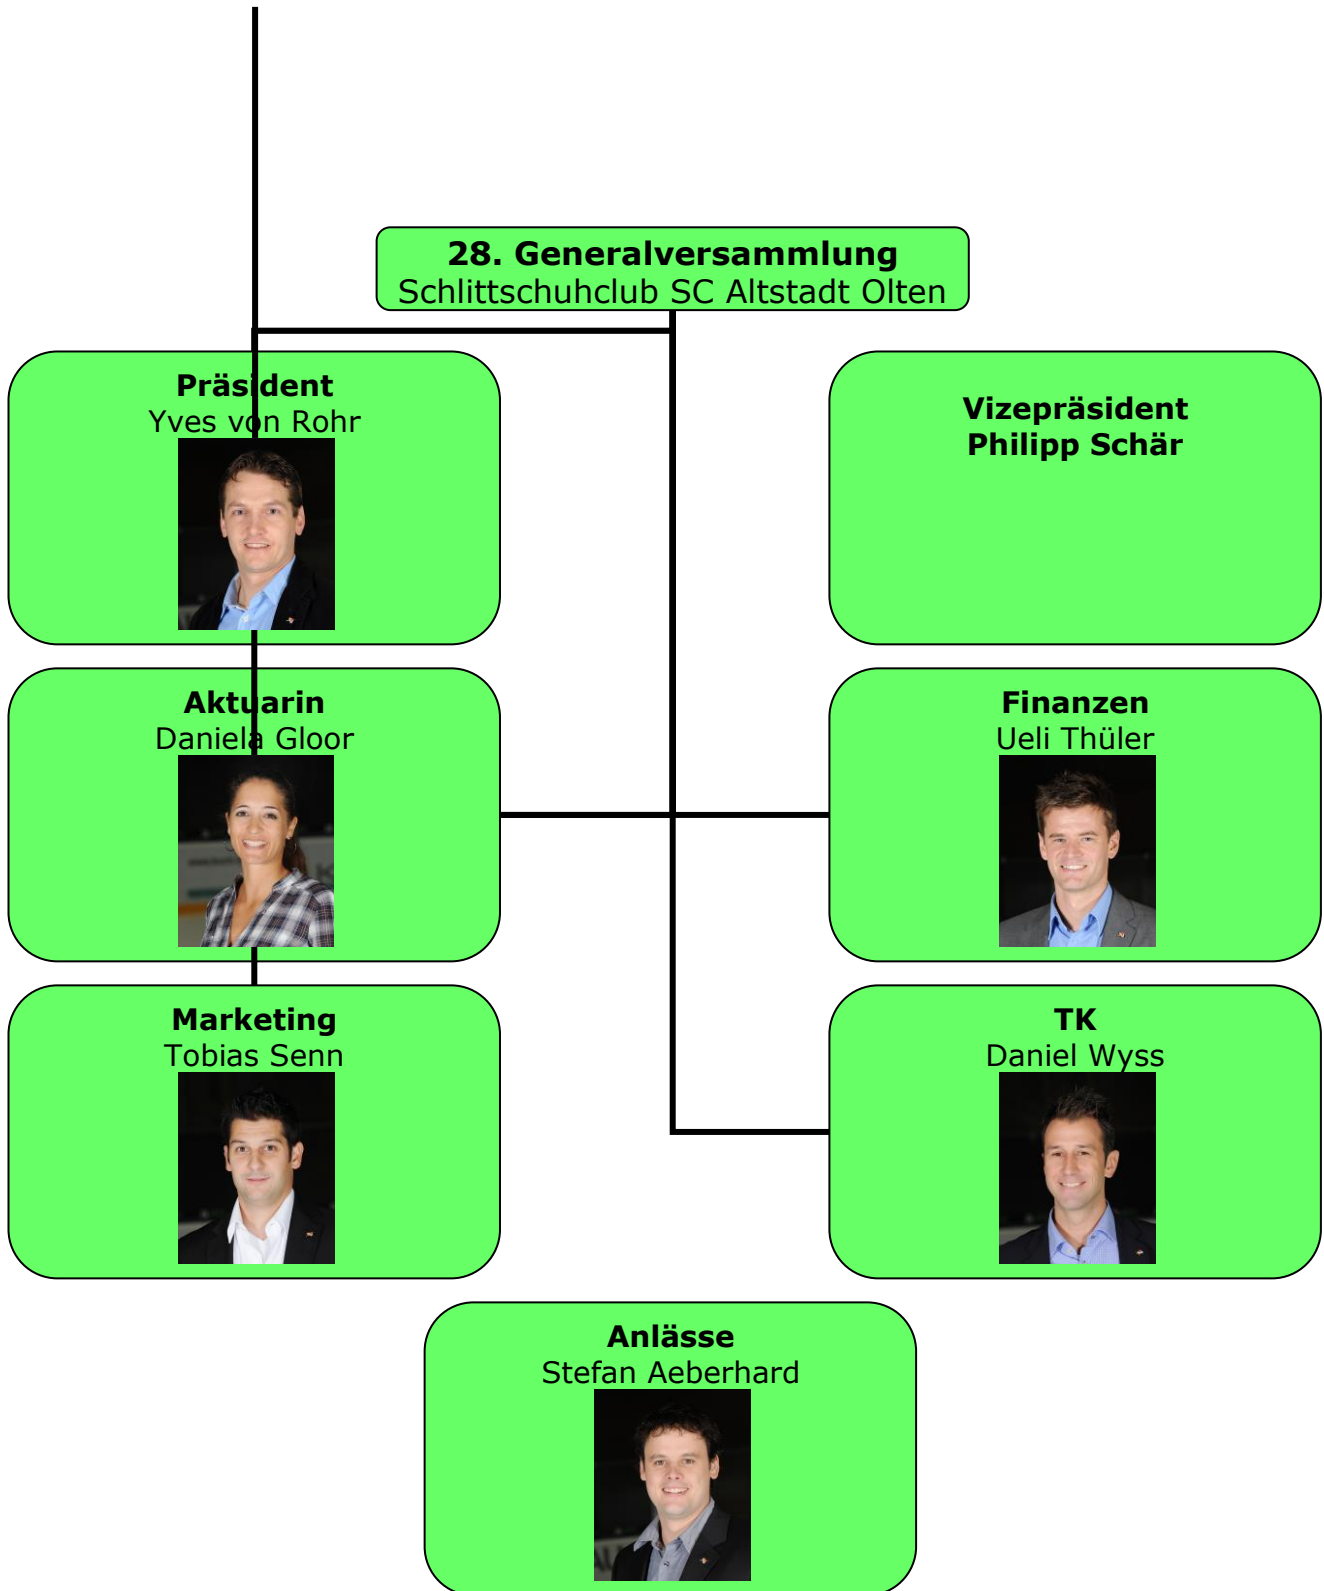 28. Generalversammlung
Schlittschuhclub SC Altstadt Olten
Präsident
Yves von Rohr
Vizepräsident
Philipp Schär
Aktuarin
Daniela Gloor
Finanzen
Ueli Thüler
Marketing
Tobias Senn
TK
Daniel Wyss
Anlässe
Stefan Aeberhard